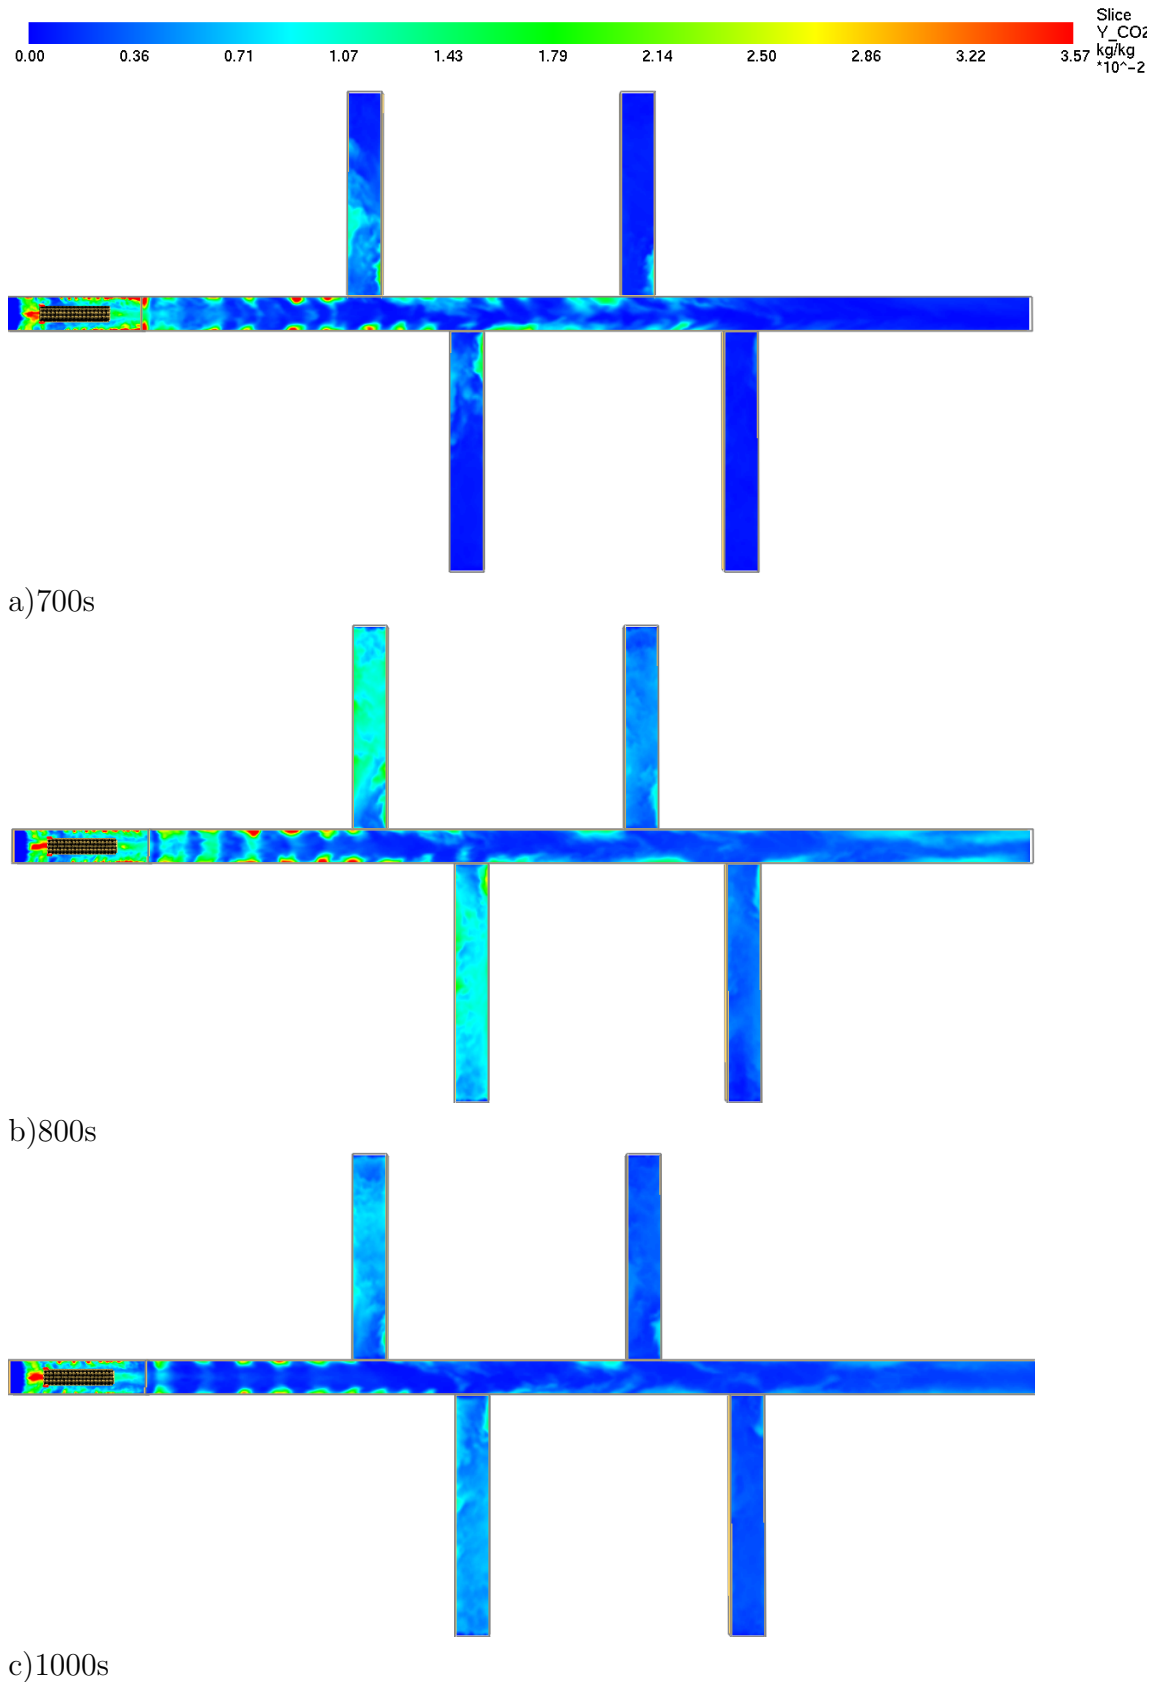 Slice
Y_CO2
kg/kg
*10^-2
0.00 0.36 0.71 1.07 1.43 1.79 2.14 2.50 2.86 3.22 3.57
a)700s
b)800s
c)1000s